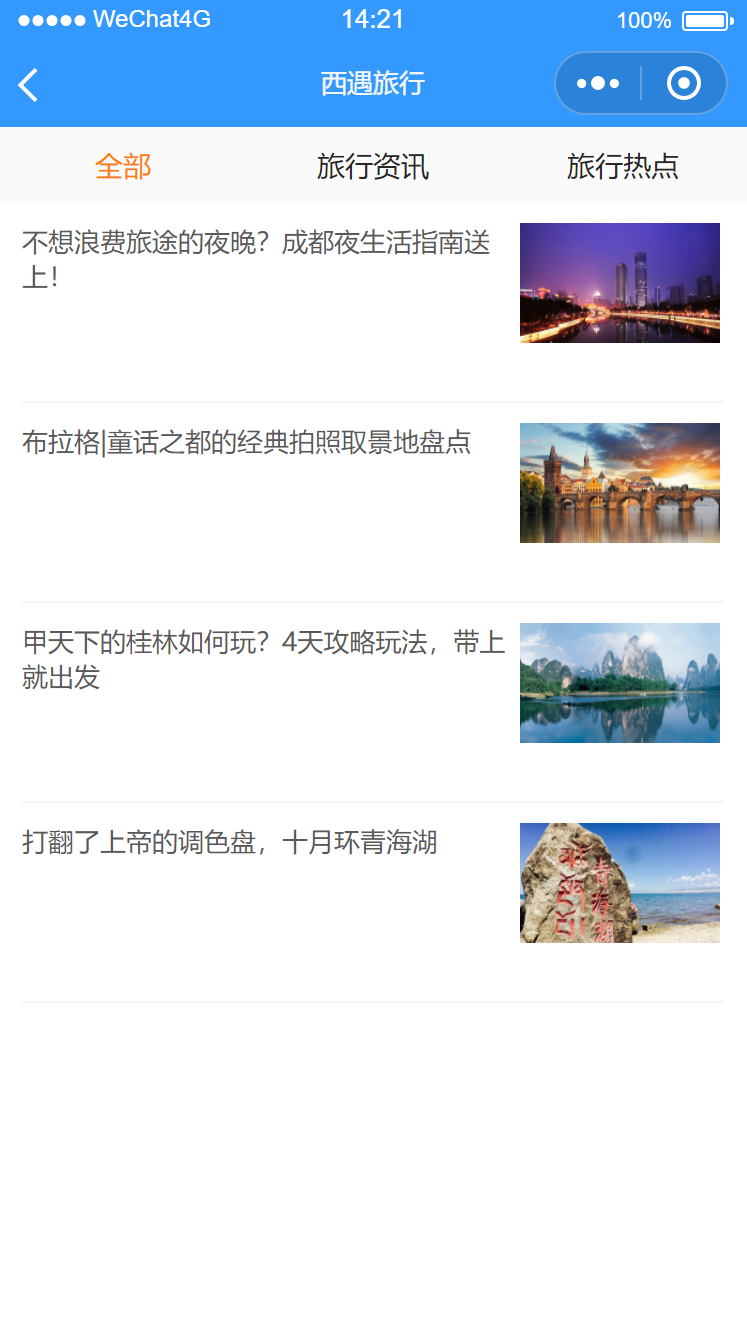 WeChat4G 14:21 100%
西遇旅行
全部 旅行资讯 旅行热点
不想浪费旅途的夜晚？成都夜生活指南送
上！
布拉格|童话之都的经典拍照取景地盘点
甲天下的桂林如何玩？4天攻略玩法，带上
就出发
打翻了上帝的调色盘，十月环青海湖
青海湖